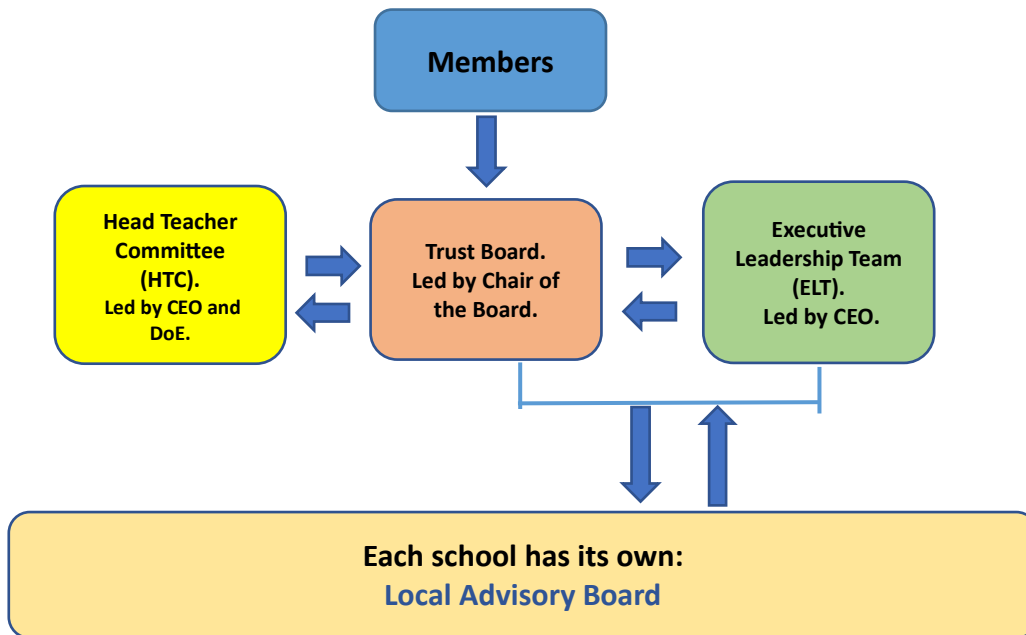 Members
Head Teacher
Committee
(HTC).
Led by CEO and
DoE.
Trust Board.
Led by Chair of
the Board.
Executive
Leadership Team
(ELT).
Led by CEO.
Each school has its own:
Local Advisory Board